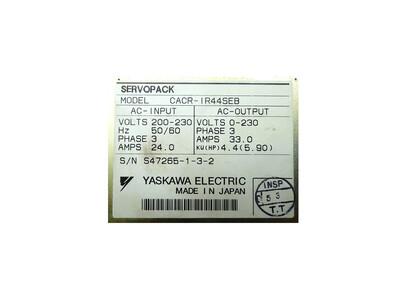 SERVOPACK
MODEL CACR-IR44SEB
AC-INPUT AC-OUTPUT
VOLTS 200-230 VOLTS 0-230
Hz 50/60 PHASE 3
PHASE 3 AMPS 33.0
AMPS 24.0 KW(HP) 4.4(5.90)
S/N S47265-1-3-2
YASKAWA ELECTRIC
MADE IN JAPAN
INSP
T.T